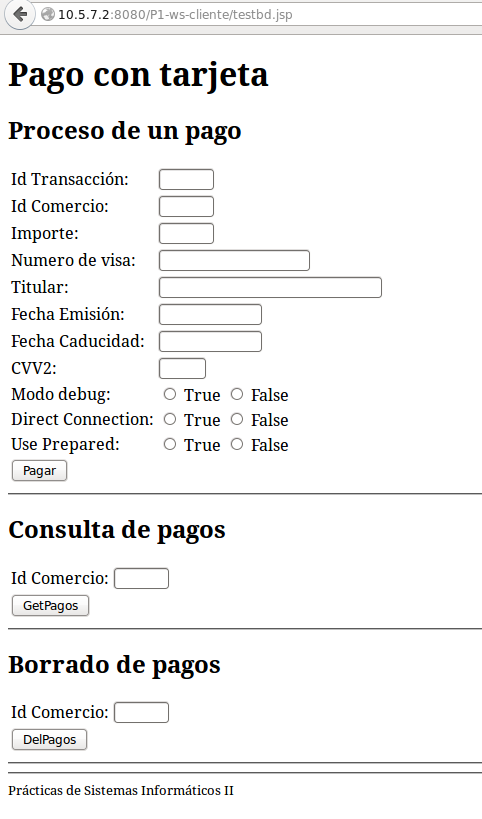 10.5.7.2:8080/P1-ws-cliente/testbd.jsp
Pago con tarjeta
Proceso de un pago
Id Transacción:
Id Comercio:
Importe:
Numero de visa:
Titular:
Fecha Emisión:
Fecha Caducidad:
CVV2:
Modo debug: True False
Direct Connection: True False
Use Prepared: True False
Pagar
Consulta de pagos
Id Comercio:
GetPagos
Borrado de pagos
Id Comercio:
DelPagos
Prácticas de Sistemas Informáticos II